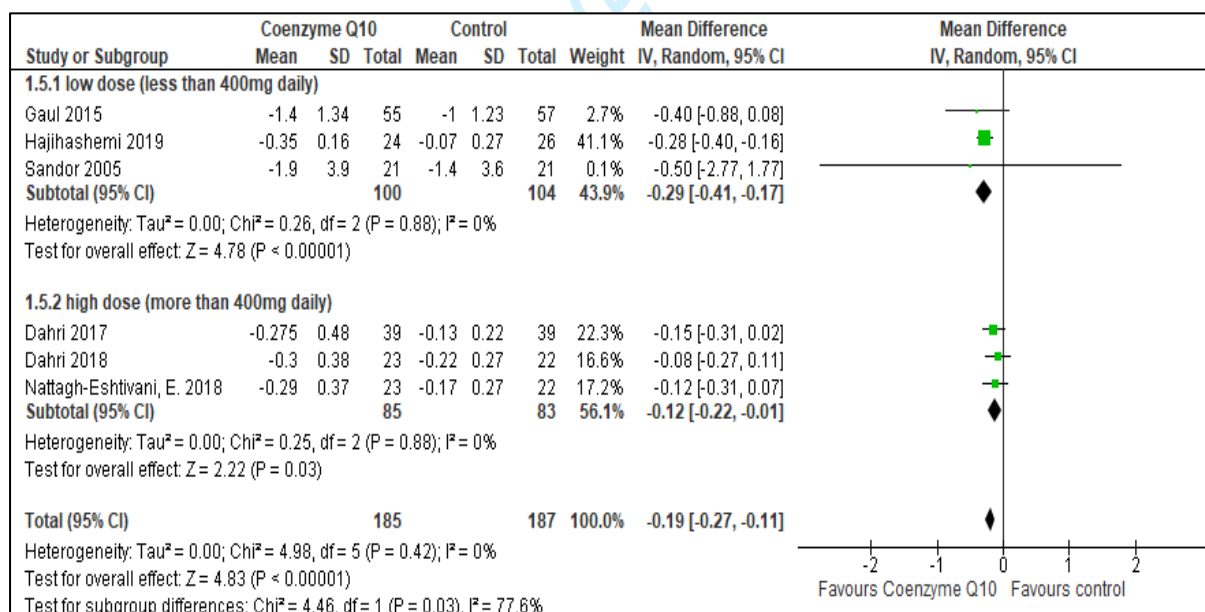 Coenzyme Q10 Control Mean Difference Mean Difference
Study or Subgroup Mean SD Total Mean SD Total Weight IV, Random, 95% CI IV, Random, 95% CI
1.5.1 low dose (less than 400mg daily)
Gaul 2015 -1.4 1.34 55 -1 1.23 57 2.7% -0.40 [-0.88, 0.08]
Hajihashemi 2019 -0.35 0.16 24 -0.07 0.27 26 41.1% -0.28 [-0.40, -0.16]
Sandor 2005 -1.9 3.9 21 -1.4 3.6 21 0.1% -0.50 [-2.77, 1.77]
Subtotal (95% CI) 100 104 43.9% -0.29 [-0.41, -0.17]
Heterogeneity: Tau² = 0.00; Chi² = 0.26, df = 2 (P = 0.88); I² = 0%
Test for overall effect: Z = 4.78 (P < 0.00001)
1.5.2 high dose (more than 400mg daily)
Dahri 2017 -0.275 0.48 39 -0.13 0.22 39 22.3% -0.15 [-0.31, 0.02]
Dahri 2018 -0.3 0.38 23 -0.22 0.27 22 16.6% -0.08 [-0.27, 0.11]
Nattagh-Eshtivani, E. 2018 -0.29 0.37 23 -0.17 0.27 22 17.2% -0.12 [-0.31, 0.07]
Subtotal (95% CI) 85 83 56.1% -0.12 [-0.22, -0.01]
Heterogeneity: Tau² = 0.00; Chi² = 0.25, df = 2 (P = 0.88); I² = 0%
Test for overall effect: Z = 2.22 (P = 0.03)
Total (95% CI) 185 187 100.0% -0.19 [-0.27, -0.11]
Heterogeneity: Tau² = 0.00; Chi² = 4.98, df = 5 (P = 0.42); I² = 0%
Test for overall effect: Z = 4.83 (P < 0.00001)
Test for subgroup differences: Chi² = 4.46, df = 1 (P = 0.03), I² = 77.6%
-2 -1 0 1 2
Favours Coenzyme Q10 Favours control